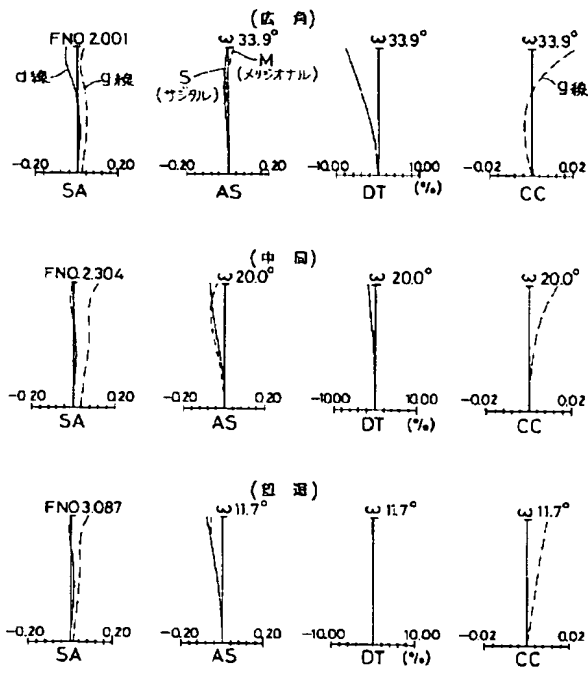 (広角)
FNO 2.001 ω 33.9° ω 33.9° ω 33.9°
d線 g線 S (サジタル) M (メリジオナル) g線
-0.20 0.20 -0.20 0.20 -10.00 10.00 (%) -0.02 0.02
SA AS DT CC
(中間)
FNO 2.304 ω 20.0° ω 20.0° ω 20.0°
-0.20 0.20 -0.20 0.20 -10.00 10.00 (%) -0.02 0.02
SA AS DT CC
(望遠)
FNO 3.087 ω 11.7° ω 11.7° ω 11.7°
-0.20 0.20 -0.20 0.20 -10.00 10.00 (%) -0.02 0.02
SA AS DT CC